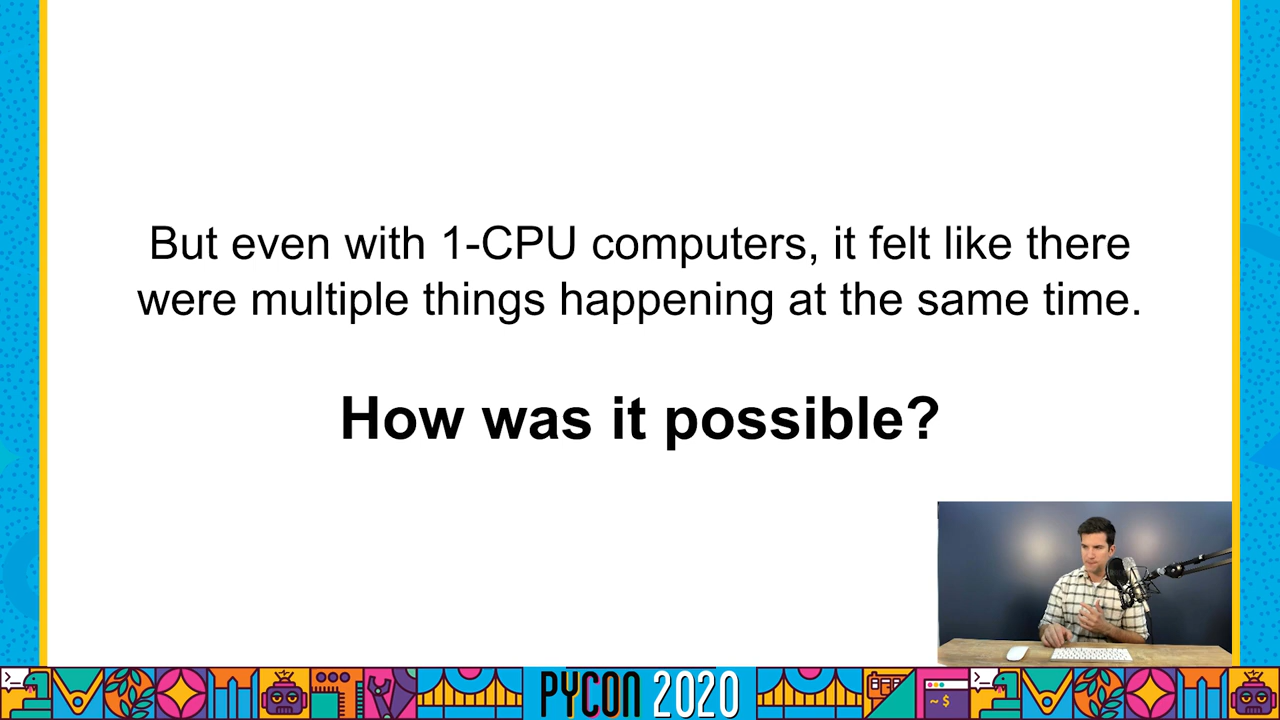 But even with 1-CPU computers, it felt like there
were multiple things happening at the same time.
How was it possible?
PYCON 2020
~$